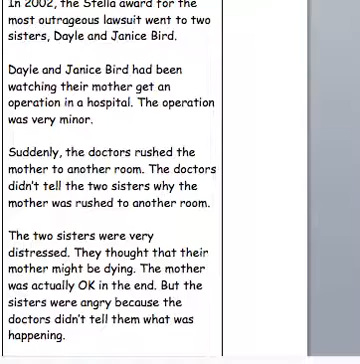 In 2002, the Stella award for the
most outrageous lawsuit went to two
sisters, Dayle and Janice Bird.
Dayle and Janice Bird had been
watching their mother get an
operation in a hospital. The operation
was very minor.
Suddenly, the doctors rushed the
mother to another room. The doctors
didn't tell the two sisters why the
mother was rushed to another room.
The two sisters were very
distressed. They thought that their
mother might be dying. The mother
was actually OK in the end. But the
sisters were angry because the
doctors didn't tell them what was
happening.